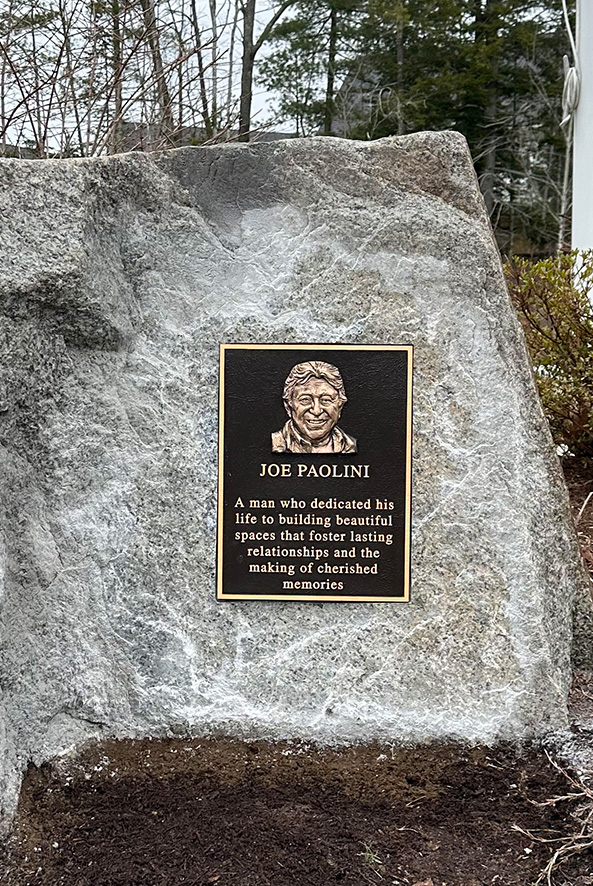 JOE PAOLINI
A man who dedicated his
life to building beautiful
spaces that foster lasting
relationships and the
making of cherished
memories